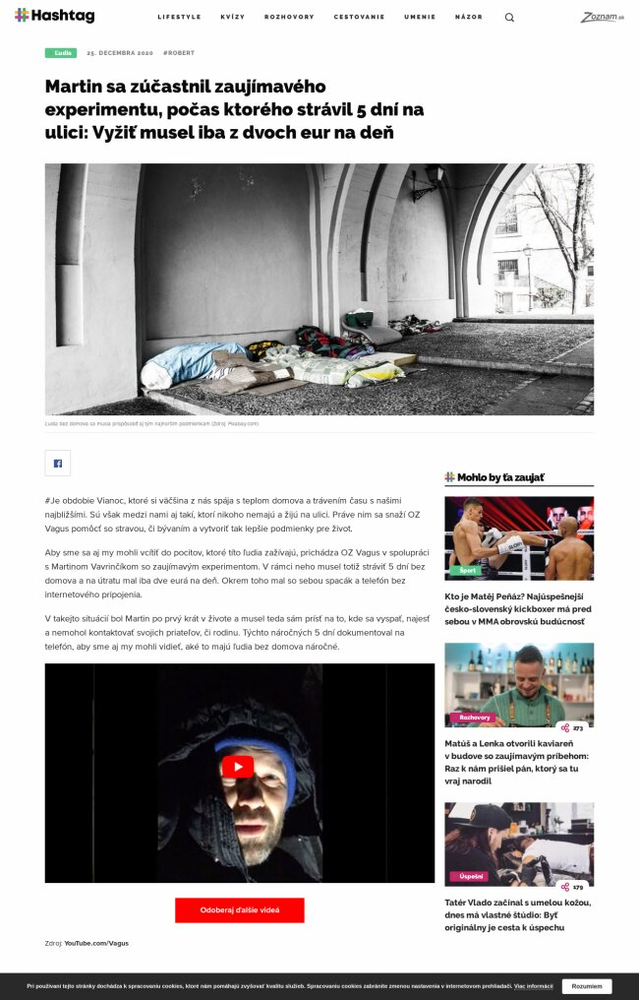 Hashtag
LIFESTYLE KVÍZY ROZHOVORY CESTOVANIE UMENIE NÁZOR
Zoznam.sk
Ľudia 25. DECEMBRA 2020 #ROBERT
Martin sa zúčastnil zaujímavého
experimentu, počas ktorého strávil 5 dní na
ulici: Vyžiť musel iba z dvoch eur na deň
Ľudia bez domova sa musia prispôsobiť aj tým najhorším podmienkam (Zdroj: Pixabay.com)
#Je obdobie Vianoc, ktoré si väčšina z nás spája s teplom domova a trávením času s našimi
najbližšími. Sú však medzi nami aj takí, ktorí nikoho nemajú a žijú na ulici. Práve nim sa snaží OZ
Vagus pomôcť so stravou, či bývaním a vytvoriť tak lepšie podmienky pre život.
Aby sme sa aj my mohli vcítiť do pocitov, ktoré títo ľudia zažívajú, prichádza OZ Vagus v spolupráci
s Martinom Vavrinčíkom so zaujímavým experimentom. V rámci neho musel totiž stráviť 5 dní bez
domova a na útratu mal iba dve eurá na deň. Okrem toho mal so sebou spacák a telefón bez
internetového pripojenia.
V takejto situácií bol Martin po prvý krát v živote a musel teda sám prísť na to, kde sa vyspať, najesť
a nemohol kontaktovať svojich priateľov, či rodinu. Týchto náročných 5 dní dokumentoval na
telefón, aby sme aj my mohli vidieť, aké to majú ľudia bez domova náročné.
Odoberaj ďalšie videá
Zdroj: YouTube.com/Vagus
Mohlo by ťa zaujať
GLORY
Šport
Kto je Matěj Peňáz? Najúspešnejší
česko-slovenský kickboxer má pred
sebou v MMA obrovskú budúcnosť
Rozhovory
273
Matúš a Lenka otvorili kaviareň
v budove so zaujímavým príbehom:
Raz k nám prišiel pán, ktorý sa tu
vraj narodil
Úspešní
179
Tatér Vlado začínal s umelou kožou,
dnes má vlastné štúdio: Byť
originálny je cesta k úspechu
Pri používaní tejto stránky dochádza k spracovaniu cookies, ktoré nám pomáhajú zvyšovať kvalitu služieb. Spracovaniu cookies zabránite zmenou nastavenia v internetovom prehliadači. Viac informácií Rozumiem